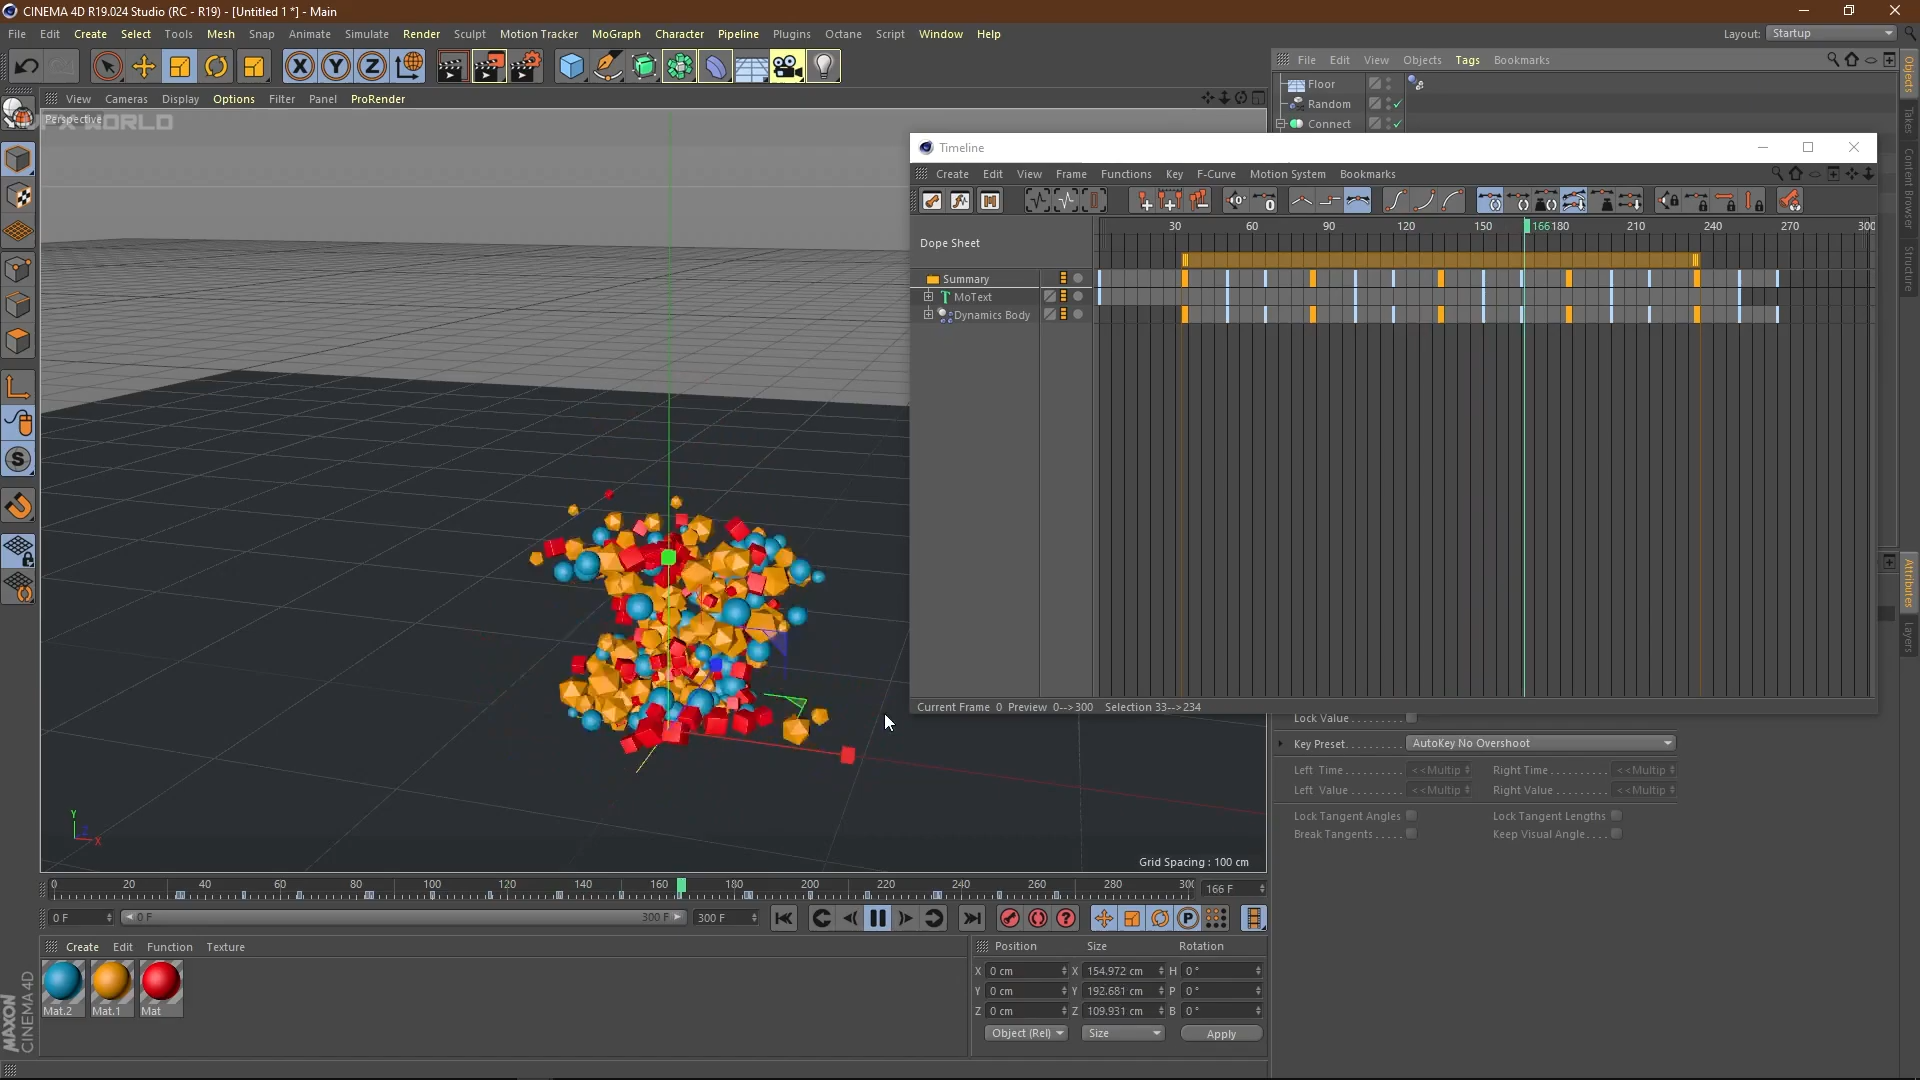 CINEMA 4D R19.024 Studio (RC - R19) - [Untitled 1 *] - Main
File Edit Create Select Tools Mesh Snap Animate Simulate Render Sculpt Motion Tracker MoGraph Character Pipeline Plugins Octane Script Window Help
Layout: Startup
File Edit View Objects Tags Bookmarks
View Cameras Display Options Filter Panel ProRender
Perspective
Floor
Random
Connect
Objects
Takes
Content Browser
Structure
Attributes
Layers
Timeline
Create Edit View Frame Functions Key F-Curve Motion System Bookmarks
30 60 90 120 150 166 180 210 240 270 300
Dope Sheet
Summary
MoText
Dynamics Body
Current Frame 0 Preview 0-->300 Selection 33-->234
Lock Value
Key Preset AutoKey No Overshoot
Left Time <<Multip Right Time <<Multip
Left Value <<Multip Right Value <<Multip
Lock Tangent Angles Lock Tangent Lengths
Break Tangents Keep Visual Angle
Y
X
Grid Spacing : 100 cm
0 20 40 60 80 100 120 140 160 180 200 220 240 260 280 30
166 F
0 F 0 F 300 F 300 F
Create Edit Function Texture
Mat.2 Mat.1 Mat
Position Size Rotation
X 0 cm X 154.972 cm H 0 °
Y 0 cm Y 192.681 cm P 0 °
Z 0 cm Z 109.931 cm B 0 °
Object (Rel) Size Apply
MAXON
CINEMA 4D